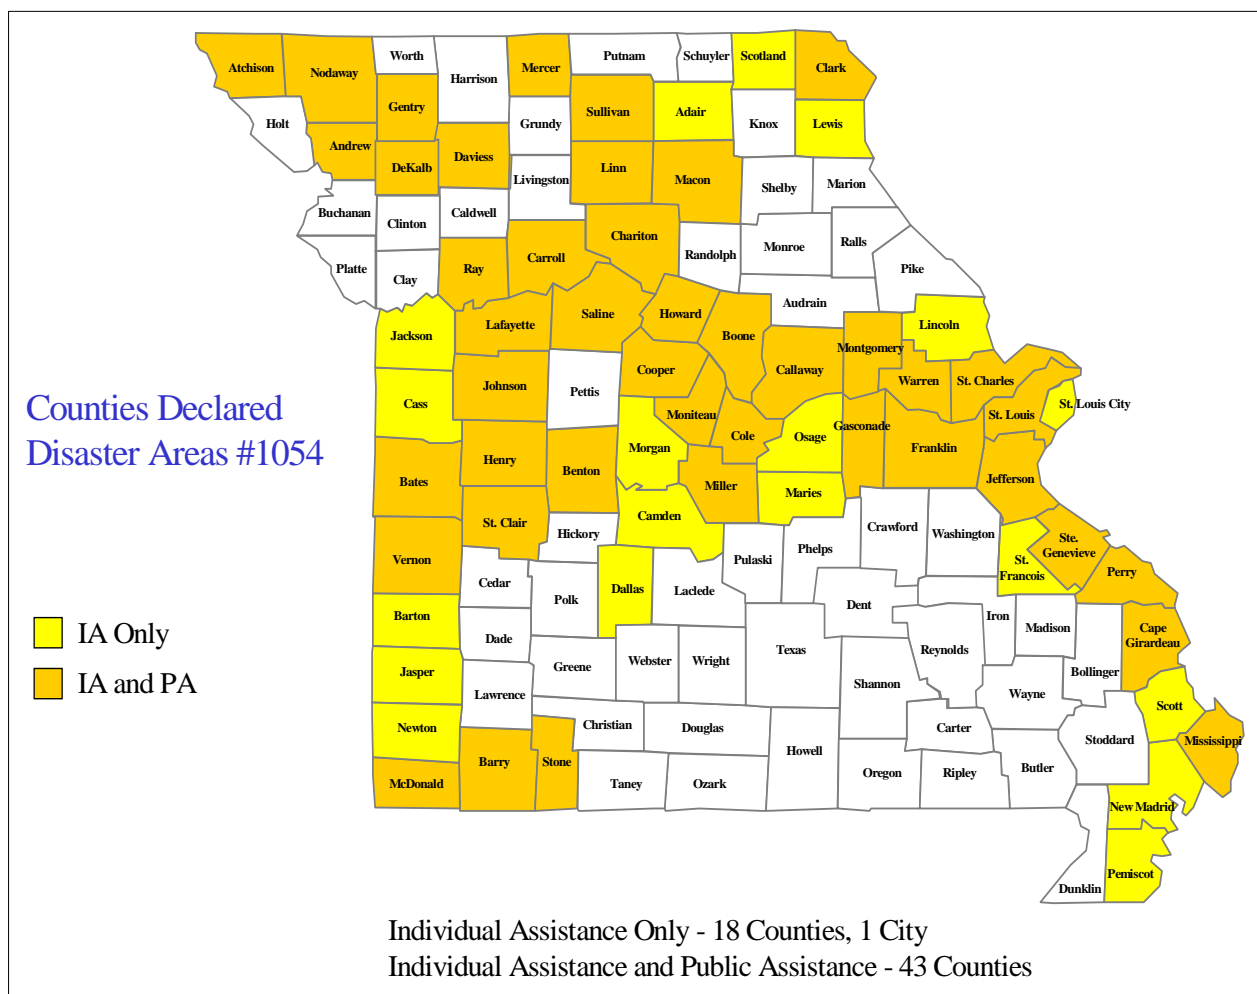 Worth
Putnam
Schuyler
Scotland
Atchison
Nodaway
Harrison
Mercer
Clark
Gentry
Sullivan
Adair
Holt
Grundy
Knox
Lewis
Andrew
DeKalb
Daviess
Linn
Macon
Livingston
Shelby
Marion
Buchanan
Clinton
Caldwell
Chariton
Randolph
Monroe
Ralls
Platte
Clay
Ray
Carroll
Pike
Audrain
Jackson
Lafayette
Saline
Howard
Boone
Lincoln
Montgomery
Cooper
Callaway
Warren
St. Charles
Johnson
Pettis
Cass
St. Louis City
Counties Declared
Disaster Areas #1054
Moniteau
Cole
Osage
Gasconade
St. Louis
Morgan
Franklin
Henry
Benton
Bates
Miller
Maries
Jefferson
St. Clair
Camden
Hickory
Crawford
Washington
Vernon
Pulaski
Phelps
Ste.
Genevieve
St.
Francois
Perry
Cedar
Polk
Dallas
Laclede
Dent
Barton
Dade
Iron
Madison
Cape
Girardeau
IA Only
Jasper
Greene
Webster
Wright
Texas
Reynolds
Bollinger
IA and PA
Lawrence
Shannon
Wayne
Newton
Christian
Douglas
Carter
Scott
Stoddard
Mississippi
Howell
Barry
Stone
McDonald
Taney
Ozark
Oregon
Ripley
Butler
New Madrid
Dunklin
Pemiscot
Individual Assistance Only - 18 Counties, 1 City
Individual Assistance and Public Assistance - 43 Counties